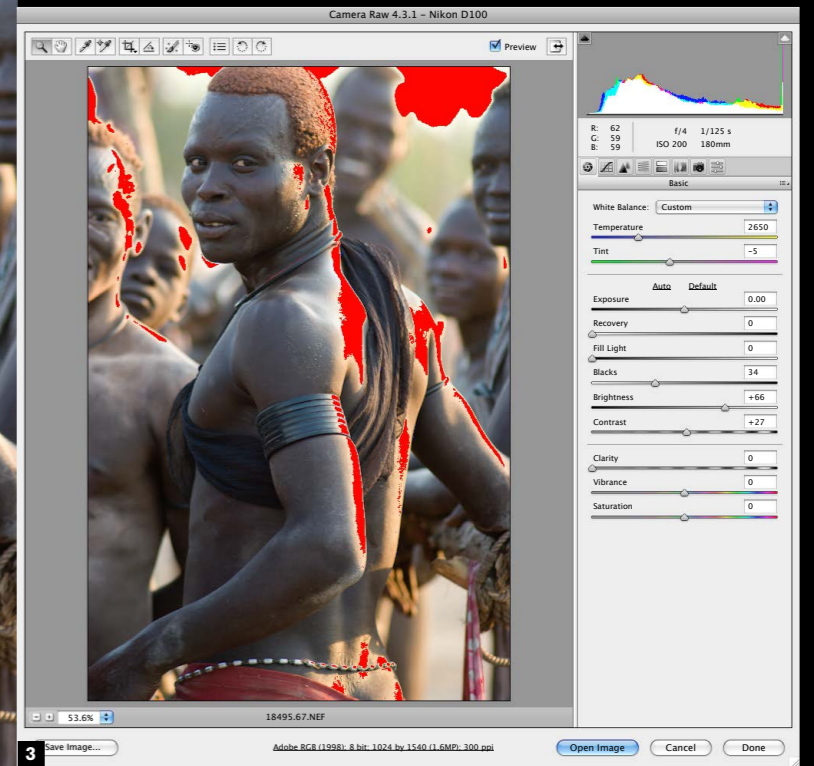 Camera Raw 4.3.1 – Nikon D100
Preview
R: 62
G: 59
B: 59
f/4 1/125 s
ISO 200 180mm
Basic
White Balance: Custom
Temperature 2650
Tint -5
Auto Default
Exposure 0.00
Recovery 0
Fill Light 0
Blacks 34
Brightness +66
Contrast +27
Clarity 0
Vibrance 0
Saturation 0
53.6% 18495.67.NEF
3 Save Image... Adobe RGB (1998); 8 bit; 1024 by 1540 (1.6MP); 300 ppi Open Image Cancel Done